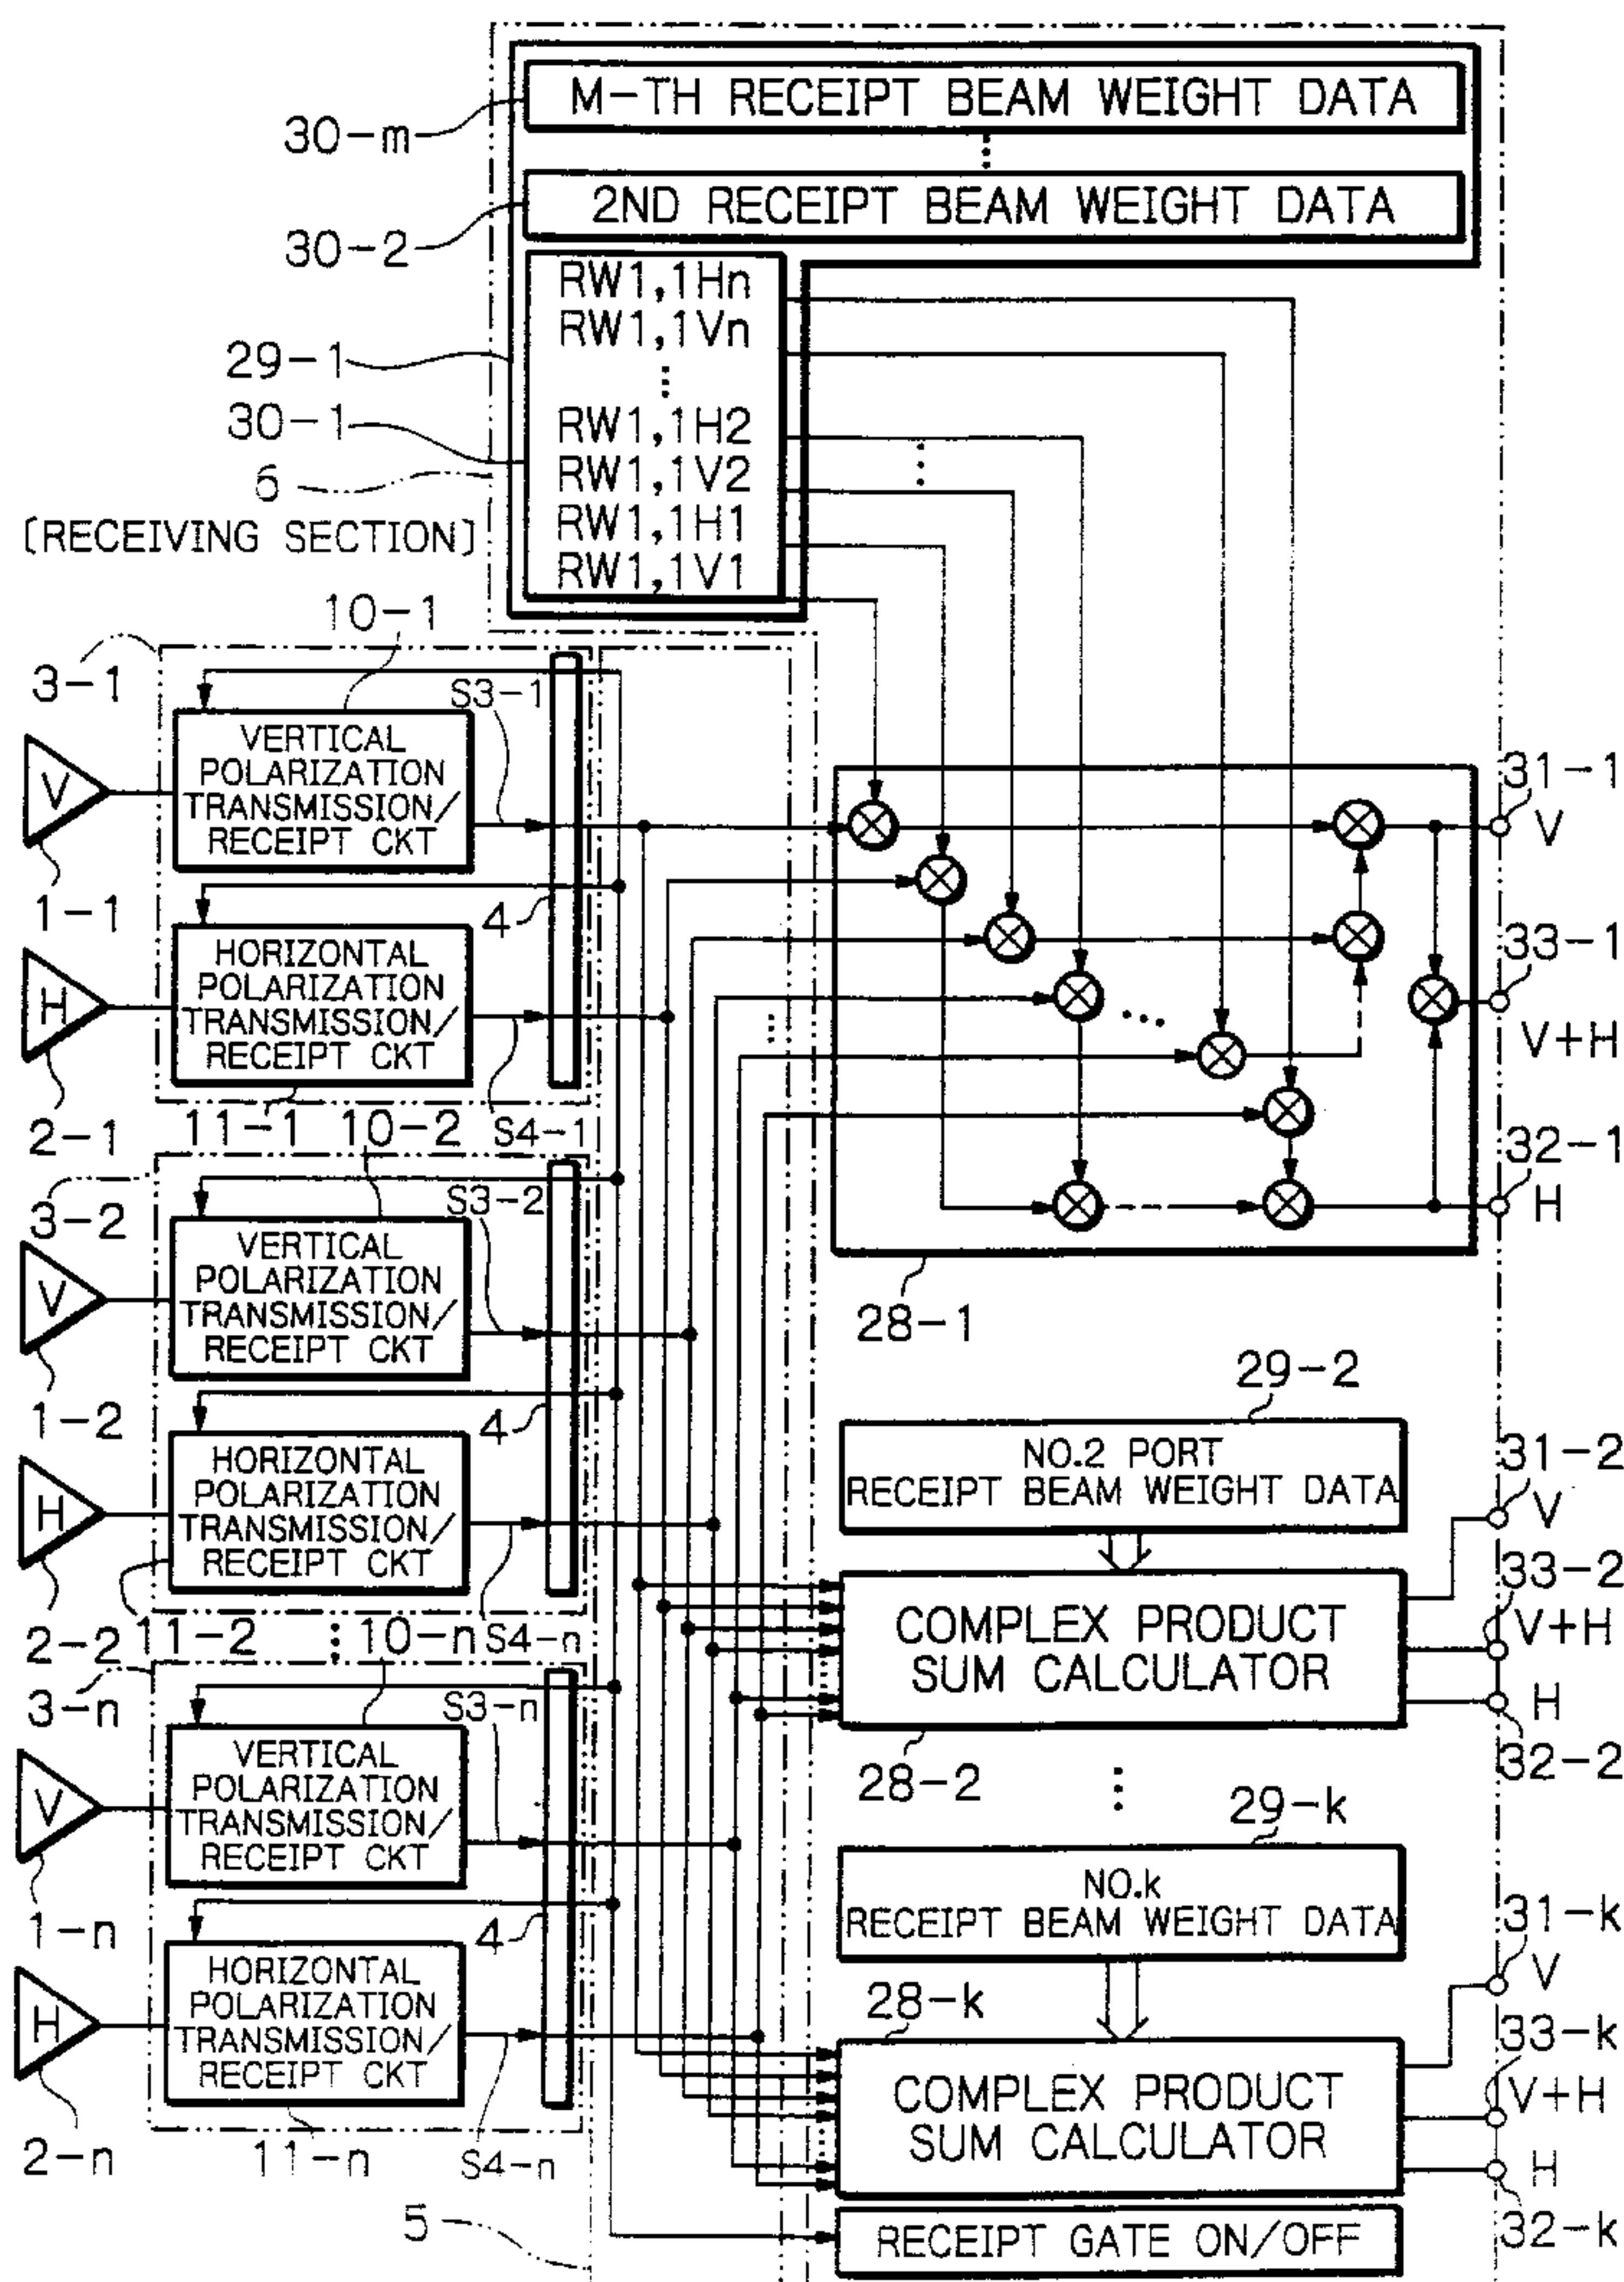 M-TH RECEIPT BEAM WEIGHT DATA
30-m
2ND RECEIPT BEAM WEIGHT DATA
30-2
RW1,1Hn
RW1,1Vn
29-1
30-1
RW1,1H2
RW1,1V2
6
RW1,1H1
[RECEIVING SECTION]
RW1,1V1
10-1
3-1
S3-1
VERTICAL
POLARIZATION
TRANSMISSION/
RECEIPT CKT
V
1-1
4
HORIZONTAL
POLARIZATION
TRANSMISSION/
RECEIPT CKT
H
2-1
11-1
S4-1
31-1
V
33-1
V+H
32-1
H
28-1
10-2
3-2
S3-2
VERTICAL
POLARIZATION
TRANSMISSION/
RECEIPT CKT
V
1-2
4
HORIZONTAL
POLARIZATION
TRANSMISSION/
RECEIPT CKT
H
2-2
11-2
S4-n
29-2
NO.2 PORT
RECEIPT BEAM WEIGHT DATA
31-2
V
33-2
V+H
COMPLEX PRODUCT
SUM CALCULATOR
H
32-2
28-2
10-n
3-n
S3-n
VERTICAL
POLARIZATION
TRANSMISSION/
RECEIPT CKT
V
1-n
4
HORIZONTAL
POLARIZATION
TRANSMISSION/
RECEIPT CKT
H
2-n
11-n
S4-n
29-k
NO.k
RECEIPT BEAM WEIGHT DATA
31-k
V
28-k
33-k
V+H
COMPLEX PRODUCT
SUM CALCULATOR
H
32-k
5
RECEIPT GATE ON/OFF